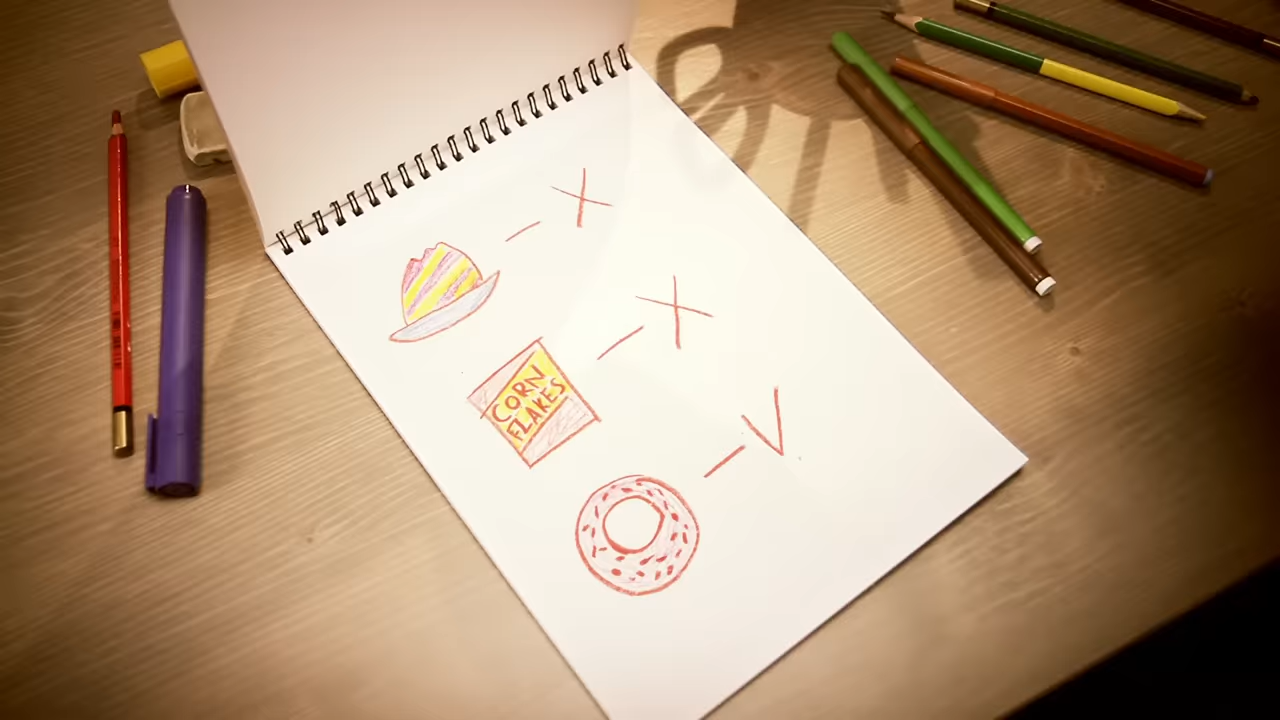 - X
CORN
FLAKES
- X
- V